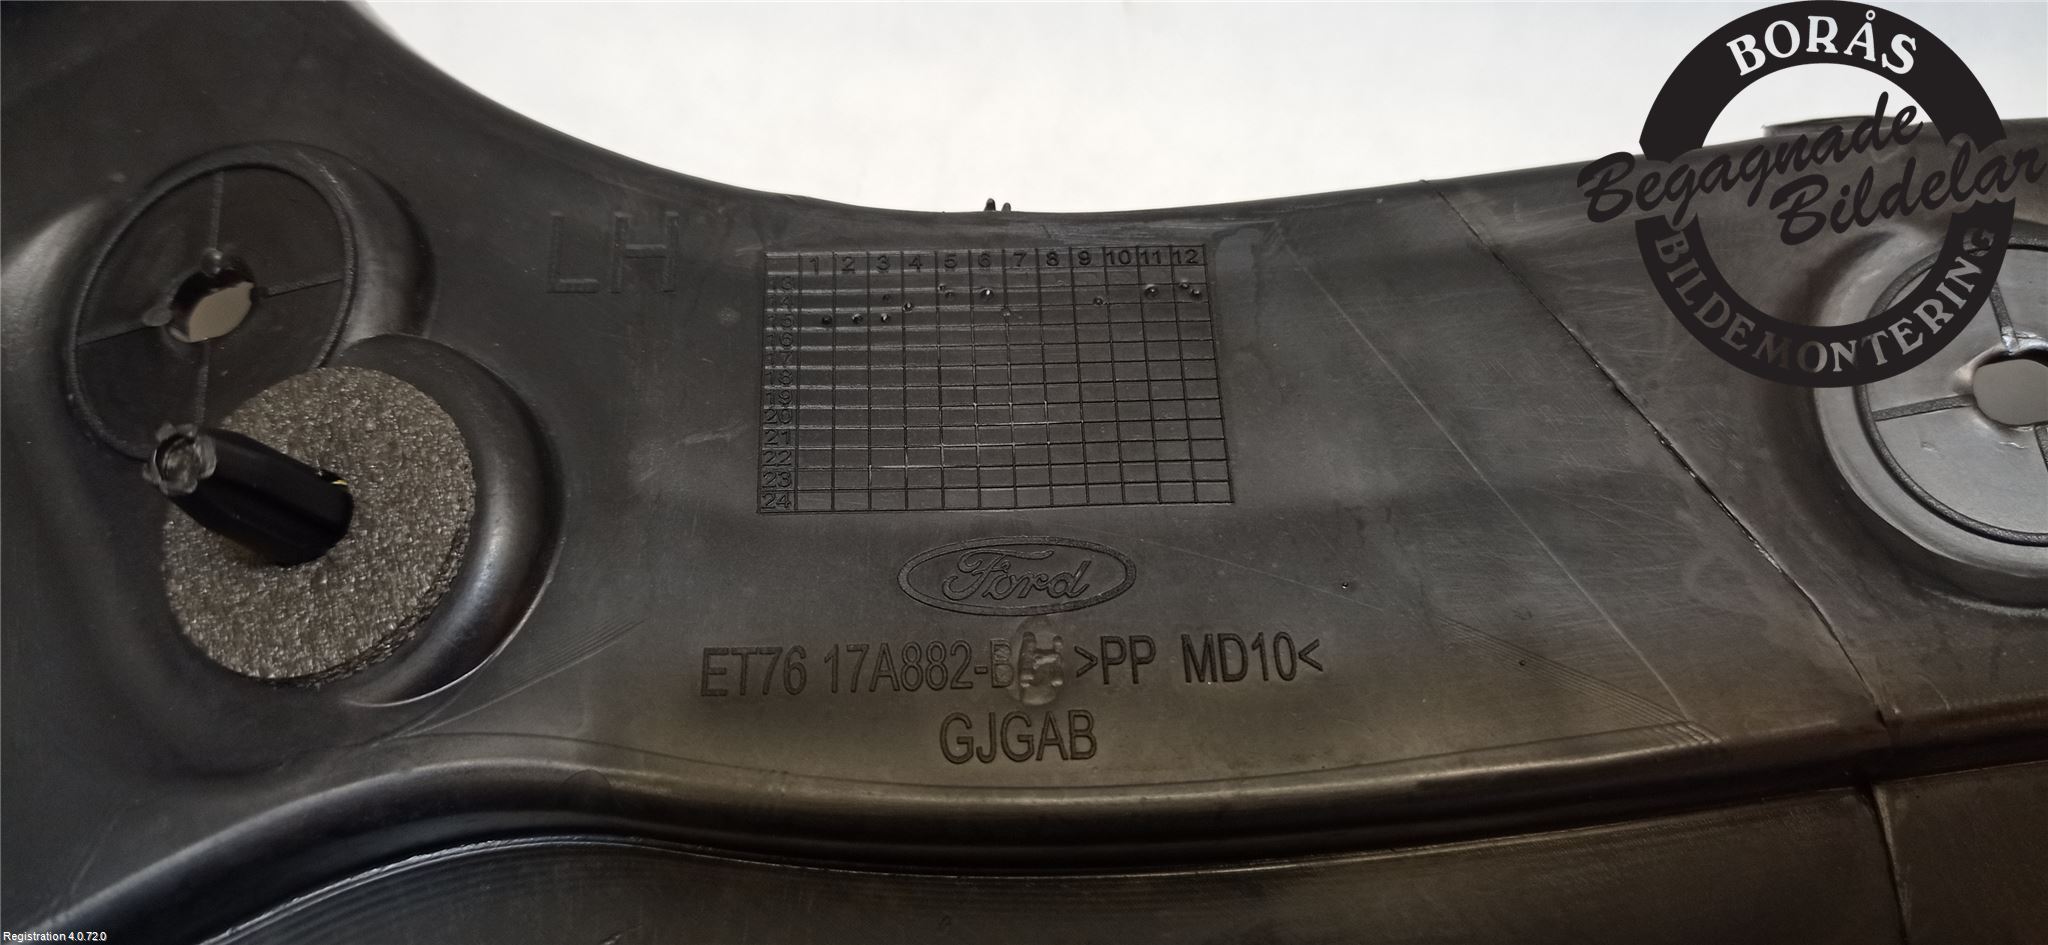 BORÅS
Begagnade
Bildelar
BILDEMONTERING
LH
1 2 3 4 5 6 7 8 9 10 11 12
13
14
15
16
17
18
19
20
21
22
23
24
Ford
ET76 17A882-B >PP MD10<
GJGAB
Registration 4.0.72.0